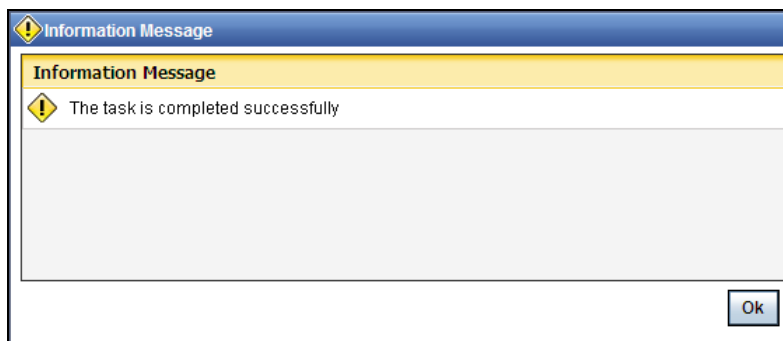 Information Message
Information Message
The task is completed successfully
Ok